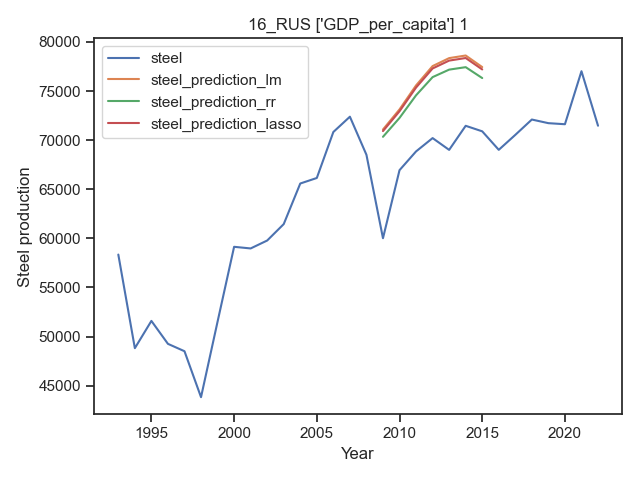 16_RUS ['GDP_per_capita'] 1
steel
steel_prediction_lm
steel_prediction_rr
steel_prediction_lasso
Steel production
80000
75000
70000
65000
60000
55000
50000
45000
1995
2000
2005
2010
2015
2020
Year